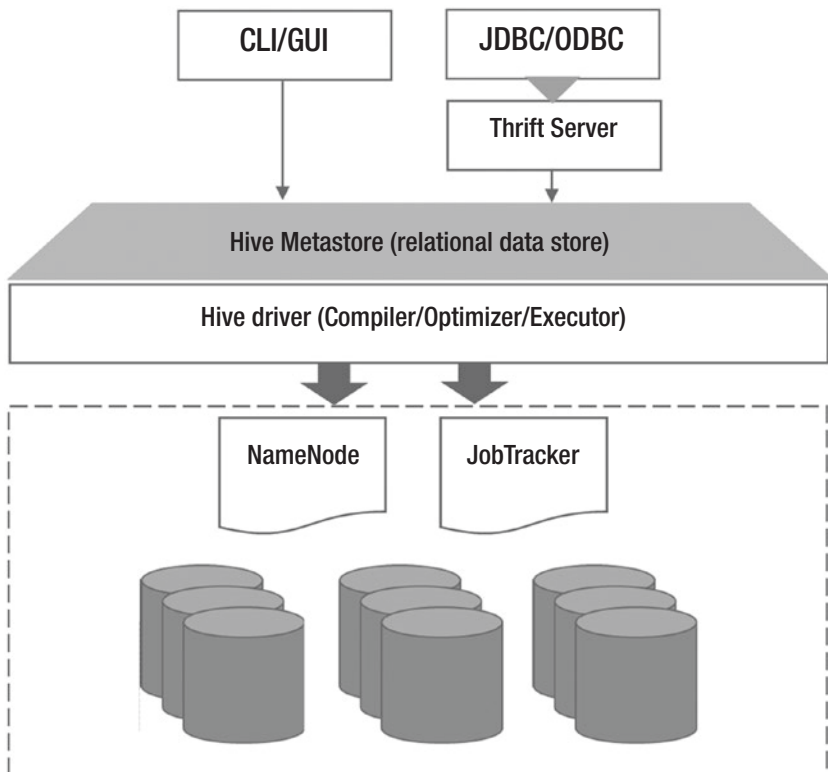 CLI/GUI
JDBC/ODBC
Thrift Server
Hive Metastore (relational data store)
Hive driver (Compiler/Optimizer/Executor)
NameNode
JobTracker